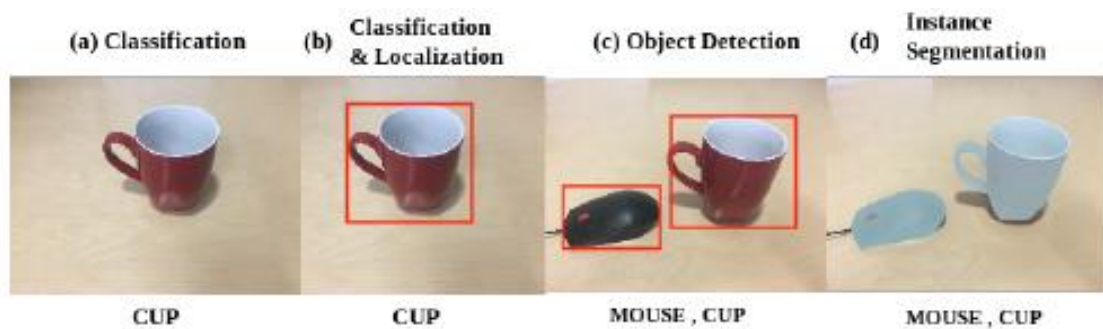 (a) Classification
(b) Classification
& Localization
(c) Object Detection
(d) Instance
Segmentation
CUP
CUP
MOUSE , CUP
MOUSE , CUP